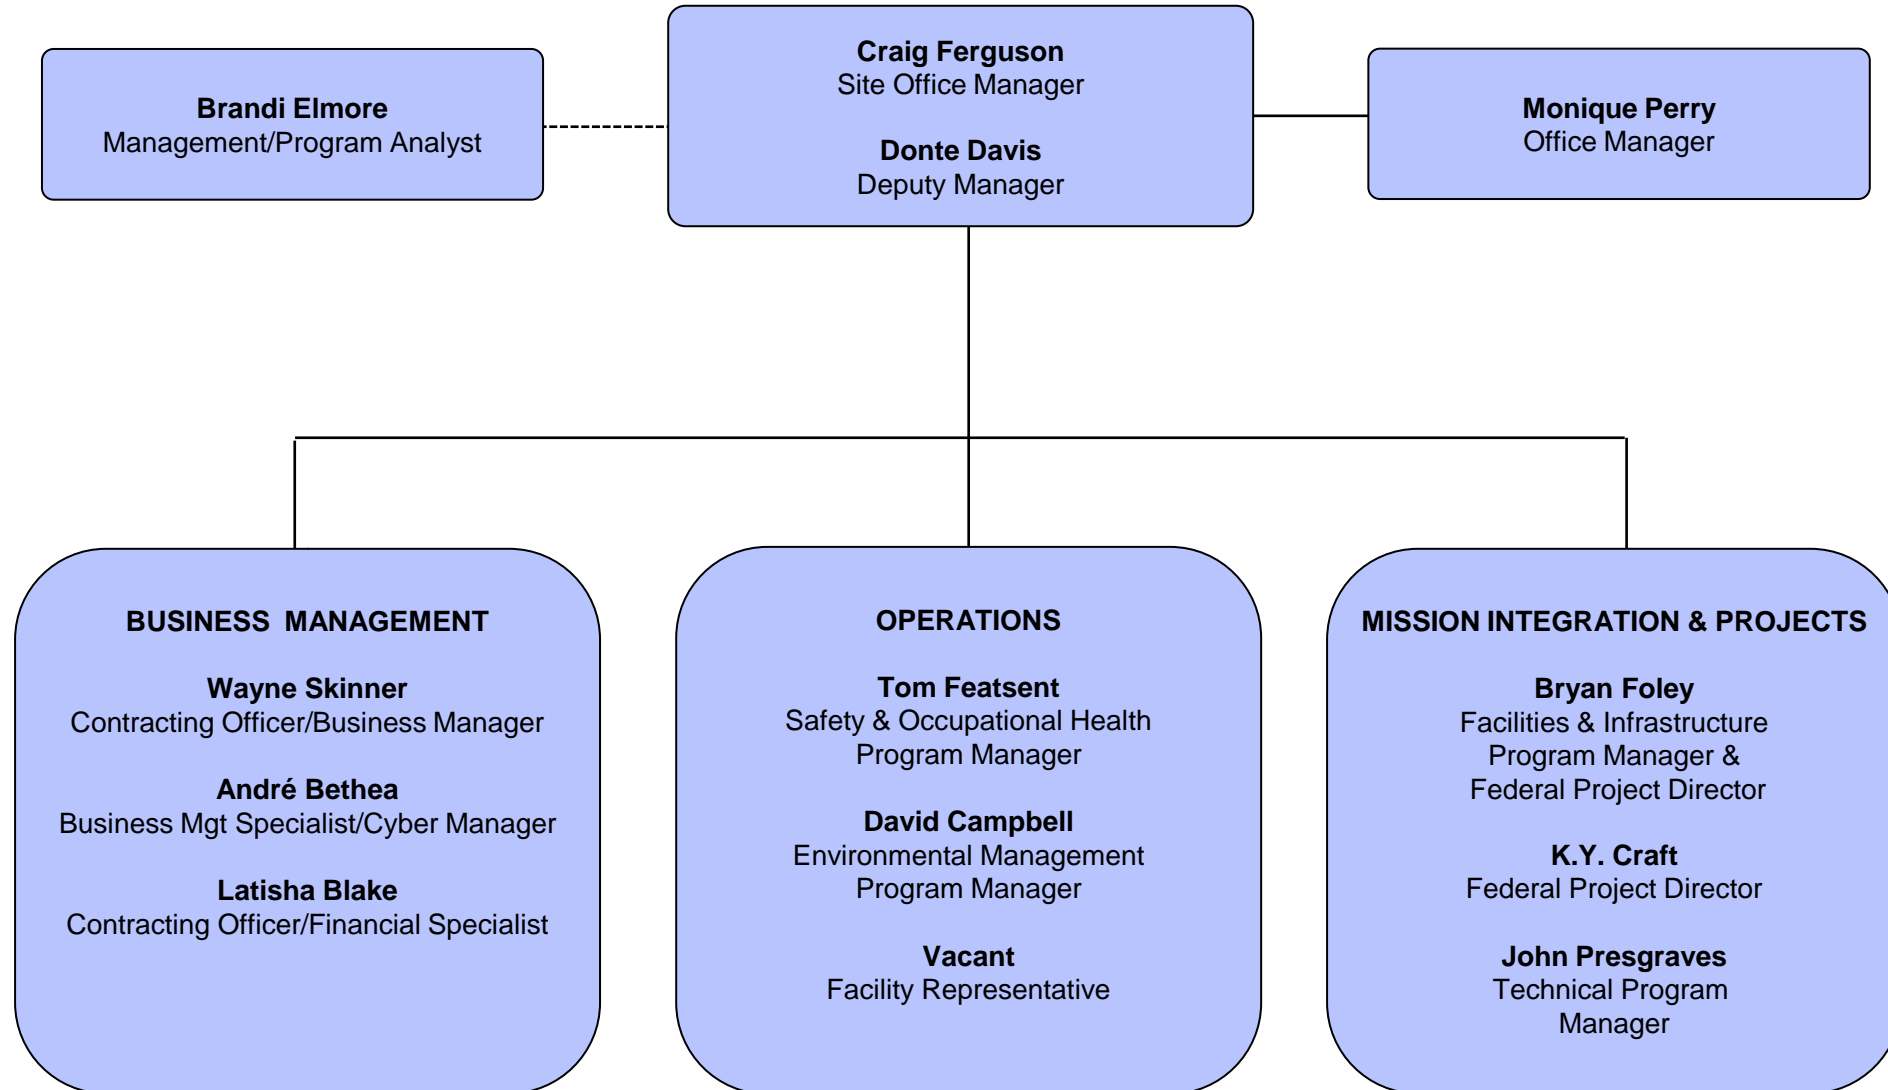 Craig Ferguson
Site Office Manager
Donte Davis
Deputy Manager
Brandi Elmore
Management/Program Analyst
Monique Perry
Office Manager
BUSINESS MANAGEMENT
Wayne Skinner
Contracting Officer/Business Manager
André Bethea
Business Mgt Specialist/Cyber Manager
Latisha Blake
Contracting Officer/Financial Specialist
OPERATIONS
Tom Featsent
Safety & Occupational Health
Program Manager
David Campbell
Environmental Management
Program Manager
Vacant
Facility Representative
MISSION INTEGRATION & PROJECTS
Bryan Foley
Facilities & Infrastructure
Program Manager &
Federal Project Director
K.Y. Craft
Federal Project Director
John Presgraves
Technical Program
Manager